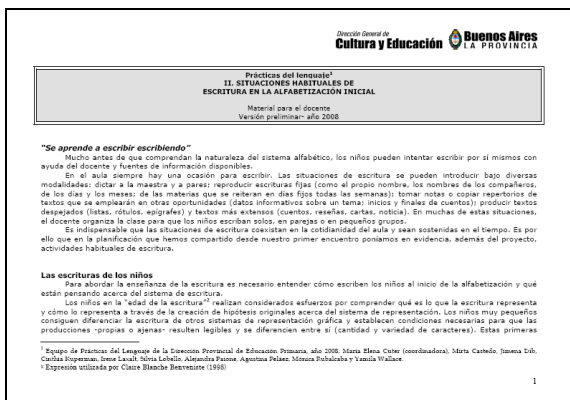 Dirección General de
Cultura y Educación
Buenos Aires
LA PROVINCIA
Prácticas del lenguaje¹
II. SITUACIONES HABITUALES DE
ESCRITURA EN LA ALFABETIZACIÓN INICIAL
Material para el docente
Versión preliminar- año 2008
"Se aprende a escribir escribiendo"
Mucho antes de que comprendan la naturaleza del sistema alfabético, los niños pueden intentar escribir por sí mismos con
ayuda del docente y fuentes de información disponibles.
En el aula siempre hay una ocasión para escribir. Las situaciones de escritura se pueden introducir bajo diversas
modalidades: dictar a la maestra y a pares; reproducir escrituras fijas (como el propio nombre, los nombres de los compañeros,
de los días y los meses; de las materias que se reiteran en días fijos todas las semanas); tomar notas o copiar repertorios de
textos que se emplearán en otras oportunidades (datos informativos sobre un tema; inicios y finales de cuentos); producir textos
despejados (listas, rótulos, epígrafes) y textos más extensos (cuentos, reseñas, cartas, noticia). En muchas de estas situaciones,
el docente organiza la clase para que los niños escriban solos, en parejas o en pequeños grupos.
Es indispensable que las situaciones de escritura coexistan en la cotidianidad del aula y sean sostenidas en el tiempo. Es por
ello que en la planificación que hemos compartido desde nuestro primer encuentro poníamos en evidencia, además del proyecto,
actividades habituales de escritura.
Las escrituras de los niños
Para abordar la enseñanza de la escritura es necesario entender cómo escriben los niños al inicio de la alfabetización y qué
están pensando acerca del sistema de escritura.
Los niños en la "edad de la escritura"² realizan considerados esfuerzos por comprender qué es lo que la escritura representa
y cómo lo representa a través de la creación de hipótesis originales acerca del sistema de representación. Los niños muy pequeños
consiguen diferenciar la escritura de otros sistemas de representación gráfica y establecen condiciones necesarias para que las
producciones -propias o ajenas- resulten legibles y se diferencien entre sí (cantidad y variedad de caracteres). Estas primeras
¹ Equipo de Prácticas del Lenguaje de la Dirección Provincial de Educación Primaria, año 2008. María Elena Cuter (coordinadora), Mirta Castedo, Jimena Dib,
Cinthia Kuperman, Irene Laxalt; Silvia Lobello, Alejandra Paione, Agustina Peláez, Mónica Rubalcaba y Yamila Wallace.
² Expresión utilizada por Claire Blanche Benveniste (1998)
1